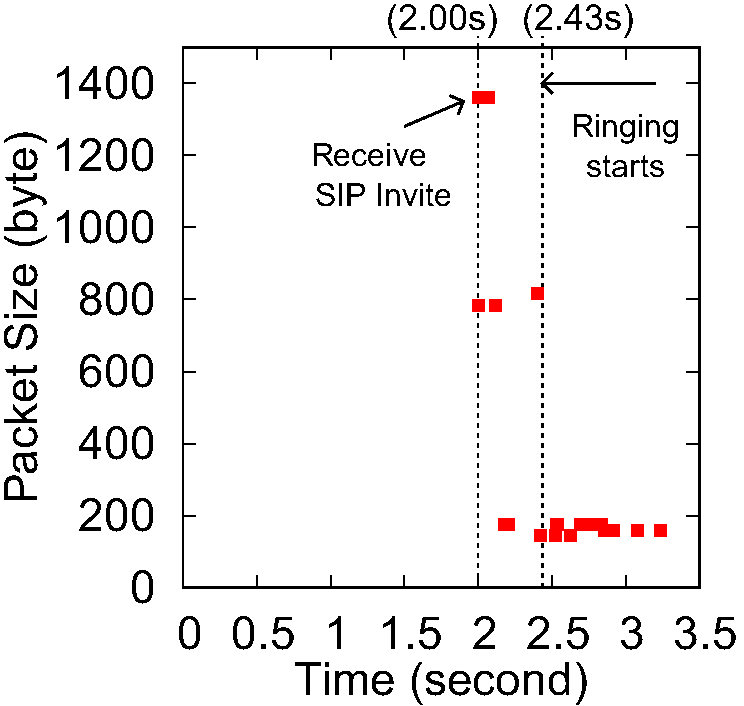 (2.00s) (2.43s)
1400
1200
1000
800
600
400
200
0
Receive
SIP Invite
Ringing
starts
Packet Size (byte)
0 0.5 1 1.5 2 2.5 3 3.5
Time (second)